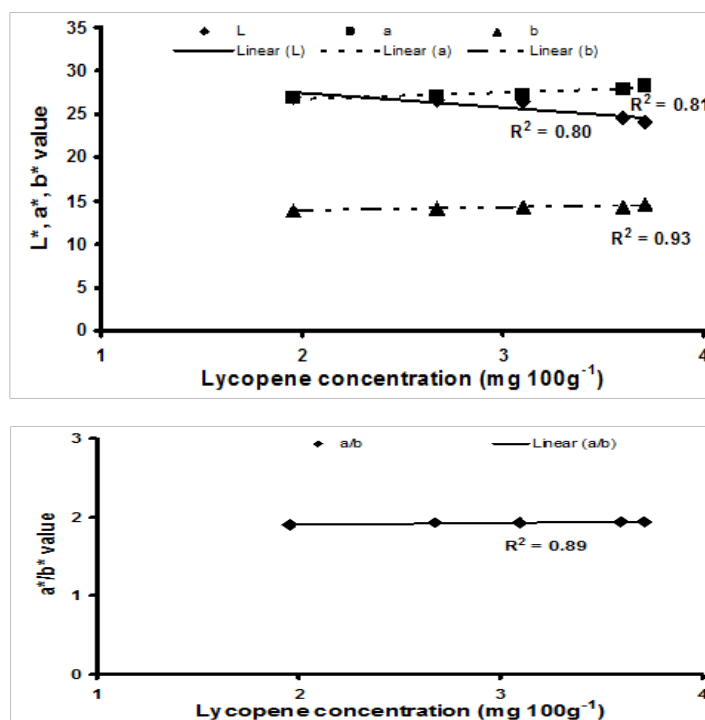 L a b
Linear (L) Linear (a) Linear (b)
35
30
25
20
15
10
5
0
L*, a*, b* value
R² = 0.81
R² = 0.80
R² = 0.93
1 2 3 4
Lycopene concentration (mg 100g⁻¹)
a/b Linear (a/b)
3
2
1
0
a*/b* value
R² = 0.89
1 2 3 4
Lycopene concentration (mg 100g⁻¹)